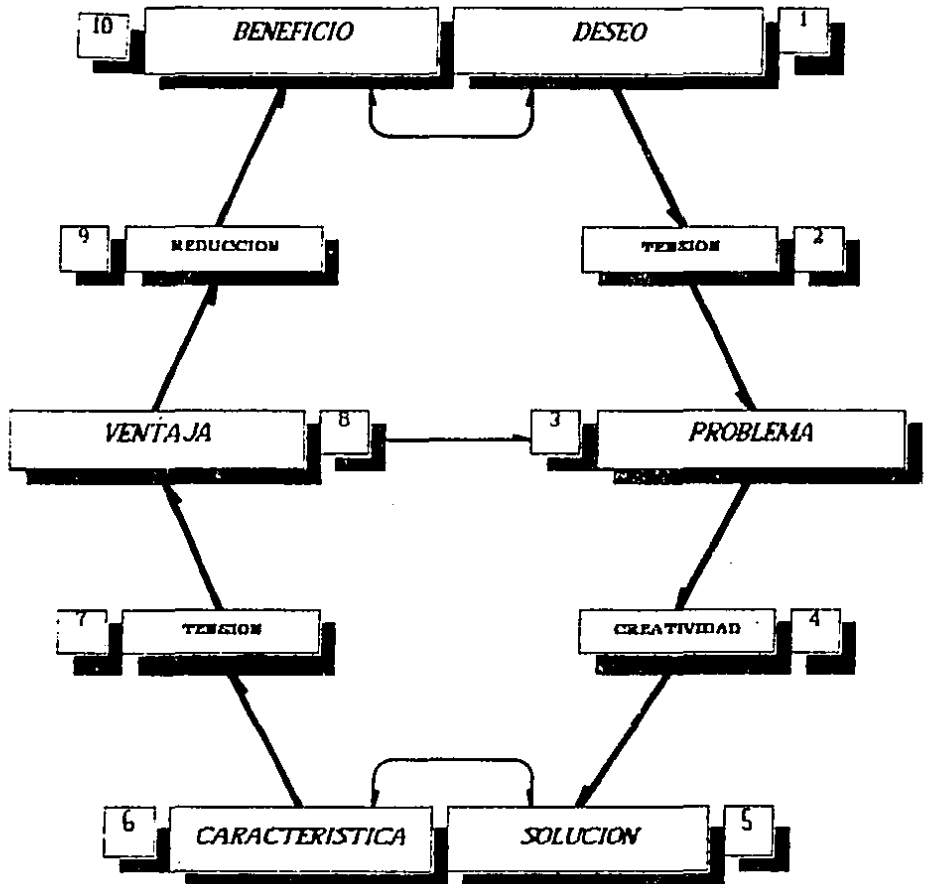 10 BENEFICIO DESEO 1
9 REDUCCION TENSION 2
VENTAJA 8 3 PROBLEMA
7 TENSION CREATIVIDAD 4
6 CARACTERISTICA SOLUCION 5